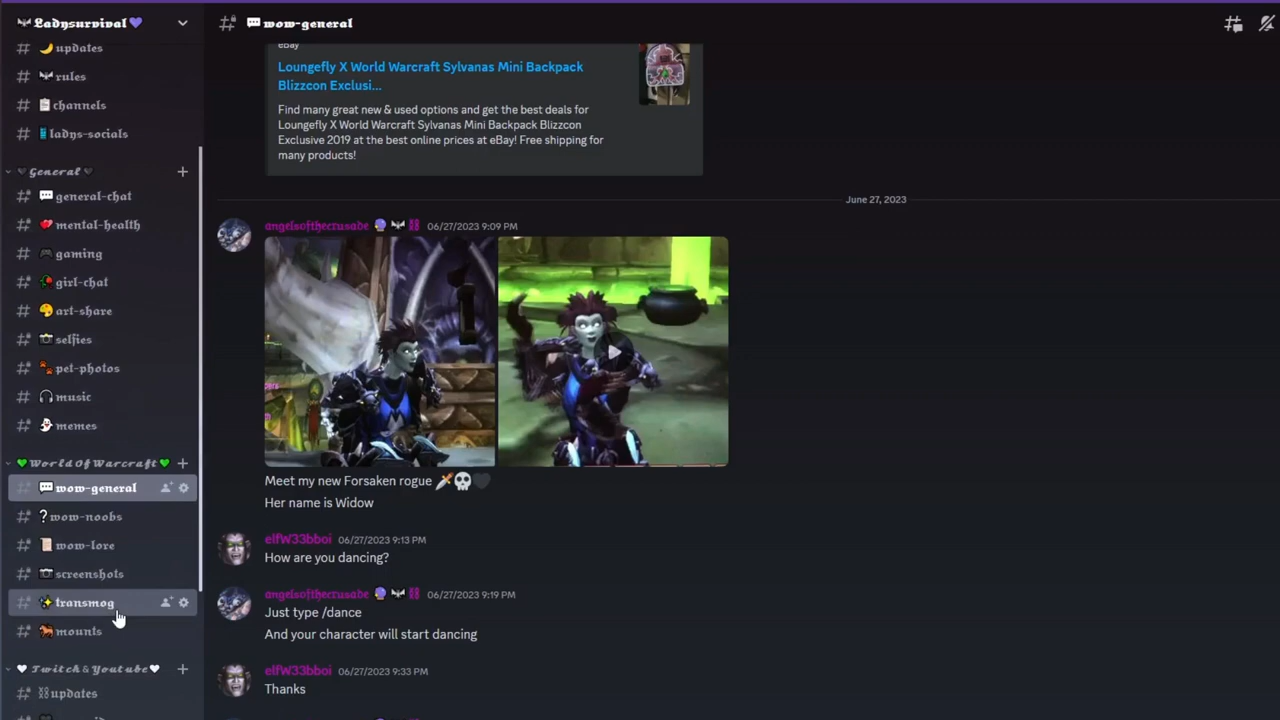 Ladysurvival
updates
rules
channels
ladys-socials
General
general-chat
mental-health
gaming
girl-chat
art-share
selfies
pet-photos
music
memes
World Of Warcraft
wow-general
wow-noobs
wow-lore
screenshots
transmog
mounts
Twitch & Youtube
updates
wow-general
eBay
Loungefly X World Warcraft Sylvanas Mini Backpack
Blizzcon Exclusi...
Find many great new & used options and get the best deals for
Loungefly X World Warcraft Sylvanas Mini Backpack Blizzcon
Exclusive 2019 at the best online prices at eBay! Free shipping for
many products!
June 27, 2023
angelsofthecrusade 06/27/2023 9:09 PM
Meet my new Forsaken rogue
Her name is Widow
elfW33bboi 06/27/2023 9:13 PM
How are you dancing?
angelsofthecrusade 06/27/2023 9:19 PM
Just type /dance
And your character will start dancing
elfW33bboi 06/27/2023 9:33 PM
Thanks